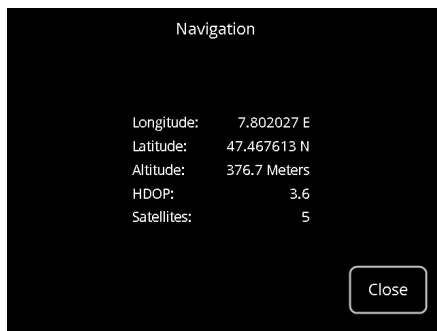 Navigation
Longitude: 7.802027 E
Latitude: 47.467613 N
Altitude: 376.7 Meters
HDOP: 3.6
Satellites: 5
Close